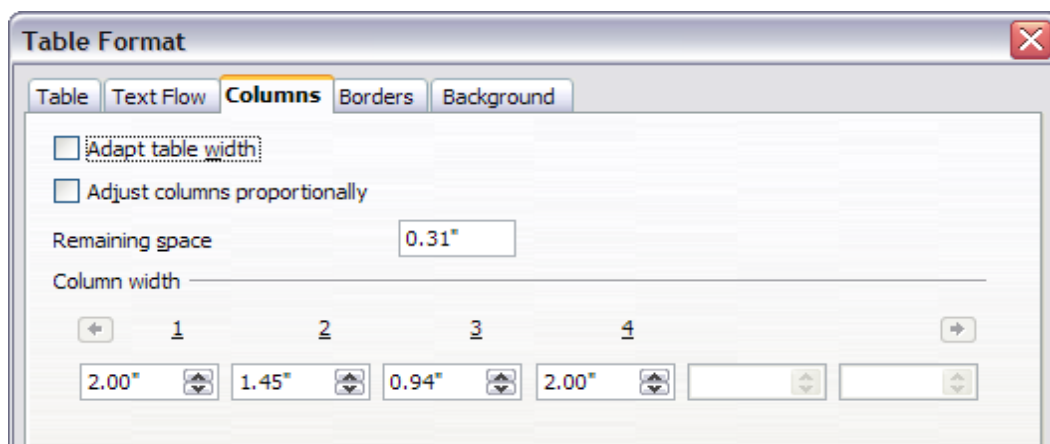 Table Format
Table Text Flow Columns Borders Background
Adapt table width
Adjust columns proportionally
Remaining space 0.31"
Column width
1 2 3 4
2.00" 1.45" 0.94" 2.00"